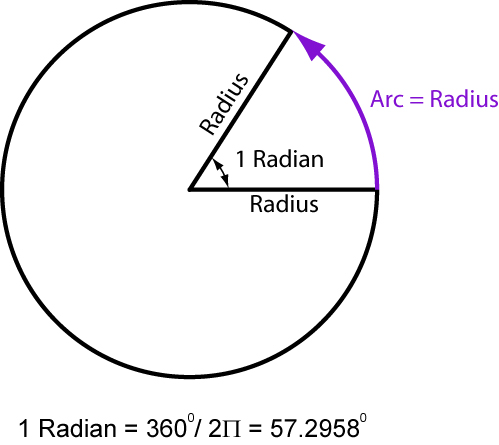 Radius
Arc = Radius
1 Radian
Radius
1 Radian = 360⁰/ 2Π = 57.2958⁰